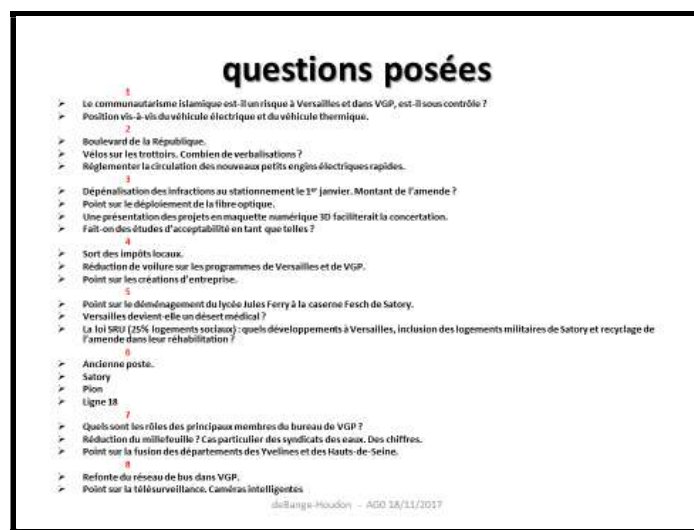 questions posées
1
➢ Le communautarisme islamique est-il un risque à Versailles et dans VGP, est-il sous contrôle ?
➢ Position vis-à-vis du véhicule électrique et du véhicule thermique.
2
➢ Boulevard de la République.
➢ Vélos sur les trottoirs. Combien de verbalisations ?
➢ Réglementer la circulation des nouveaux petits engins électriques rapides.
3
➢ Dépénalisation des infractions au stationnement le 1er janvier. Montant de l'amende ?
➢ Point sur le déploiement de la fibre optique.
➢ Une présentation des projets en maquette numérique 3D faciliterait la concertation.
➢ Fait-on des études d'acceptabilité en tant que telles ?
4
➢ Sort des impôts locaux.
➢ Réduction de voilure sur les programmes de Versailles et de VGP.
➢ Point sur les créations d'entreprise.
5
➢ Point sur le déménagement du lycée Jules Ferry à la caserne Fesch de Satory.
➢ Versailles devient-elle un désert médical ?
➢ La loi SRU (25% logements sociaux) : quels développements à Versailles, inclusion des logements militaires de Satory et recyclage de
l'amende dans leur réhabilitation ?
6
➢ Ancienne poste.
➢ Satory
➢ Pion
➢ Ligne 18
7
➢ Quels sont les rôles des principaux membres du bureau de VGP ?
➢ Réduction du millefeuille ? Cas particulier des syndicats des eaux. Des chiffres.
➢ Point sur la fusion des départements des Yvelines et des Hauts-de-Seine.
8
➢ Refonte du réseau de bus dans VGP.
➢ Point sur la télésurveillance. Caméras intelligentes
deBange-Houdon - AGO 18/11/2017